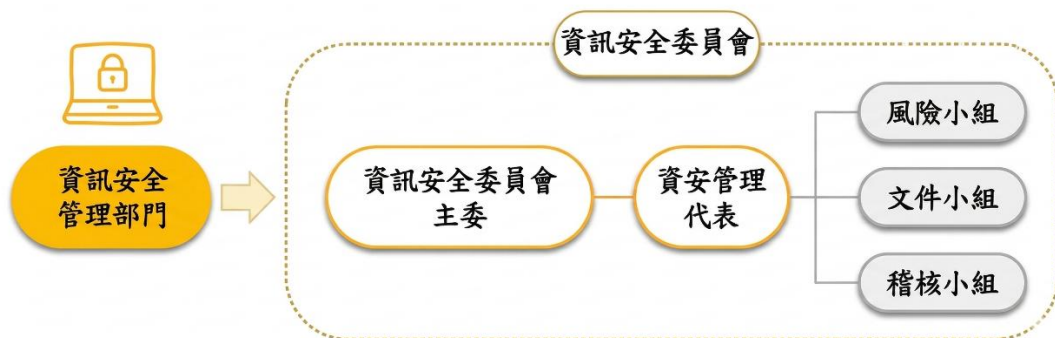 資訊安全委員會
資訊安全
管理部門
資訊安全委員會
主委
資安管理
代表
風險小組
文件小組
稽核小組